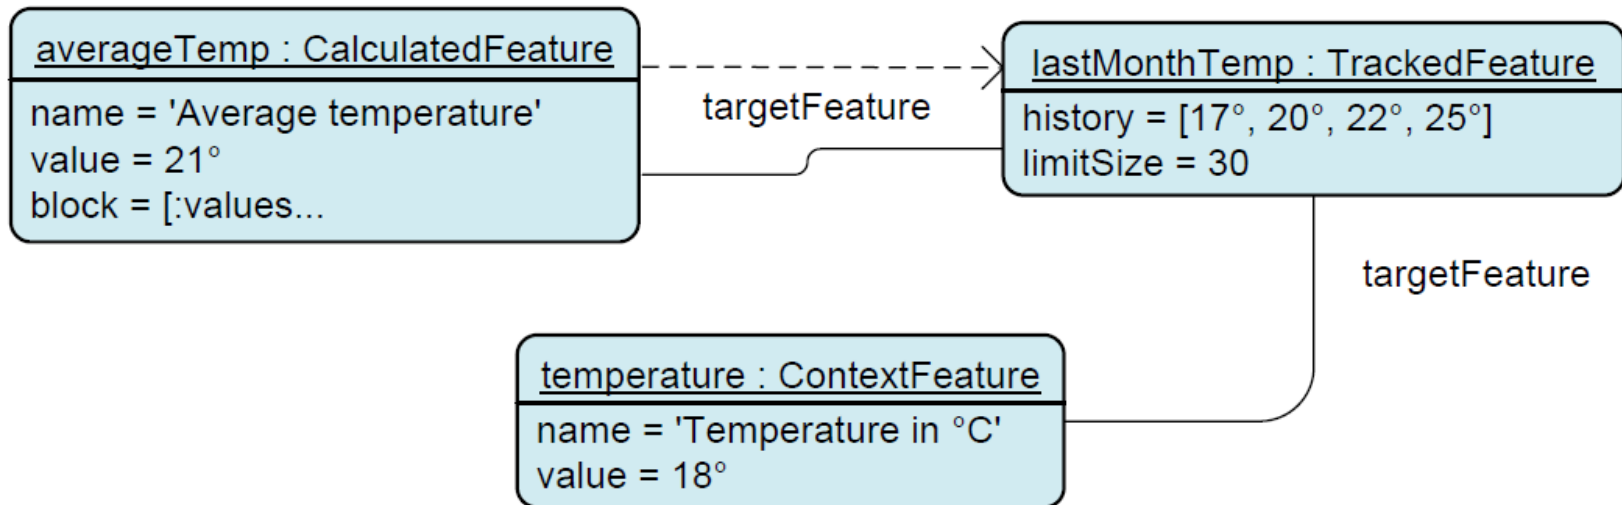 averageTemp : CalculatedFeature
name = 'Average temperature'
value = 21°
block = [:values...
targetFeature
lastMonthTemp : TrackedFeature
history = [17°, 20°, 22°, 25°]
limitSize = 30
targetFeature
temperature : ContextFeature
name = 'Temperature in °C'
value = 18°